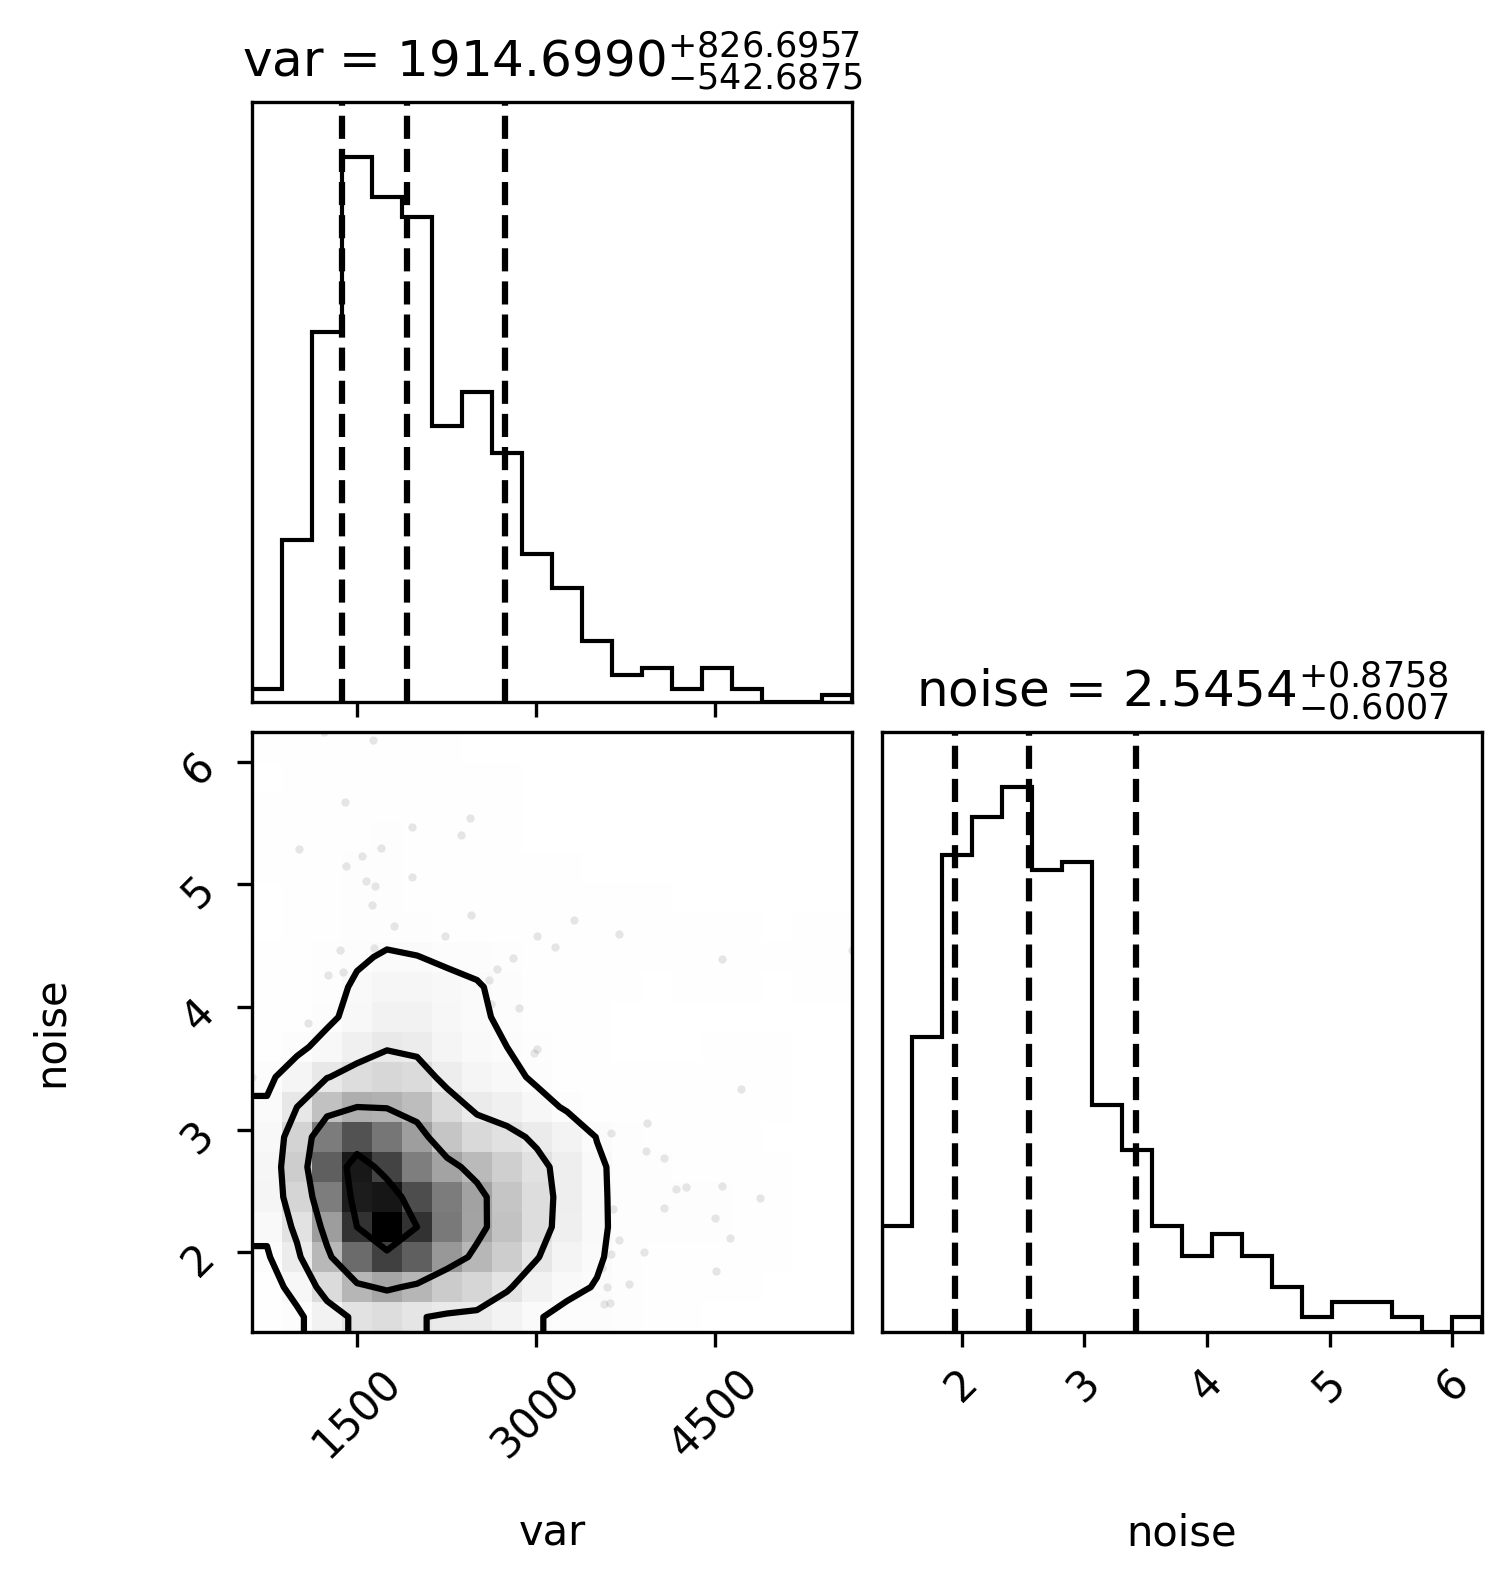 var = 1914.6990 +826.6957 −542.6875
noise = 2.5454 +0.8758 −0.6007
6
5
4
3
2
noise
1500 3000 4500
2 3 4 5 6
var
noise